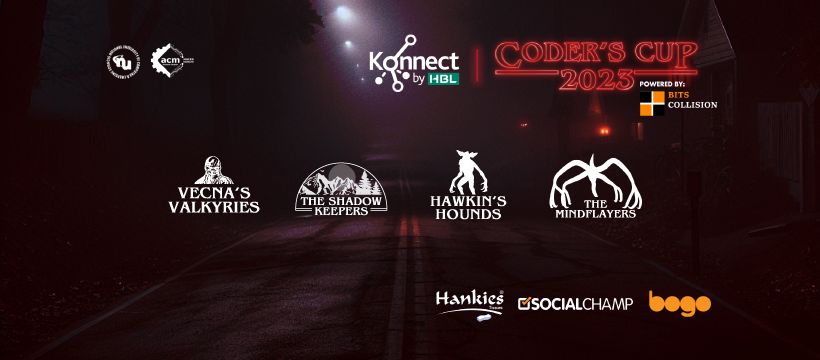 acm
Konnect
by HBL
CODER'S CUP
2023
POWERED BY:
BITS
COLLISION
VECNA'S
VALKYRIES
THE SHADOW
KEEPERS
HAWKIN'S
HOUNDS
THE
MINDFLAYERS
Hankies
SOCIALCHAMP
bogo